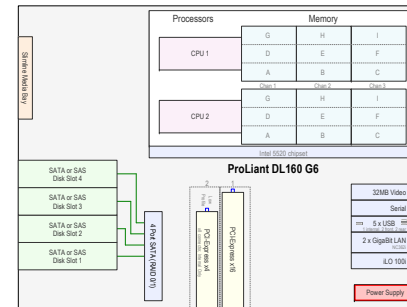 Processors
Memory
Slimline Media Bay
CPU 1
G H I
D E F
A B C
Chan 1 Chan 2 Chan 3
CPU 2
G H I
D E F
A B C
Intel 5520 chipset
ProLiant DL160 G6
SATA or SAS
Disk Slot 4
SATA or SAS
Disk Slot 3
SATA or SAS
Disk Slot 2
SATA or SAS
Disk Slot 1
4 Port SATA (RAID 0/1)
2
1
Low
PCI-Express x4
PCI-Express x16
32MB Video
Serial
5 x USB
2 x GigaBit LAN
iLO 100i
Power Supply